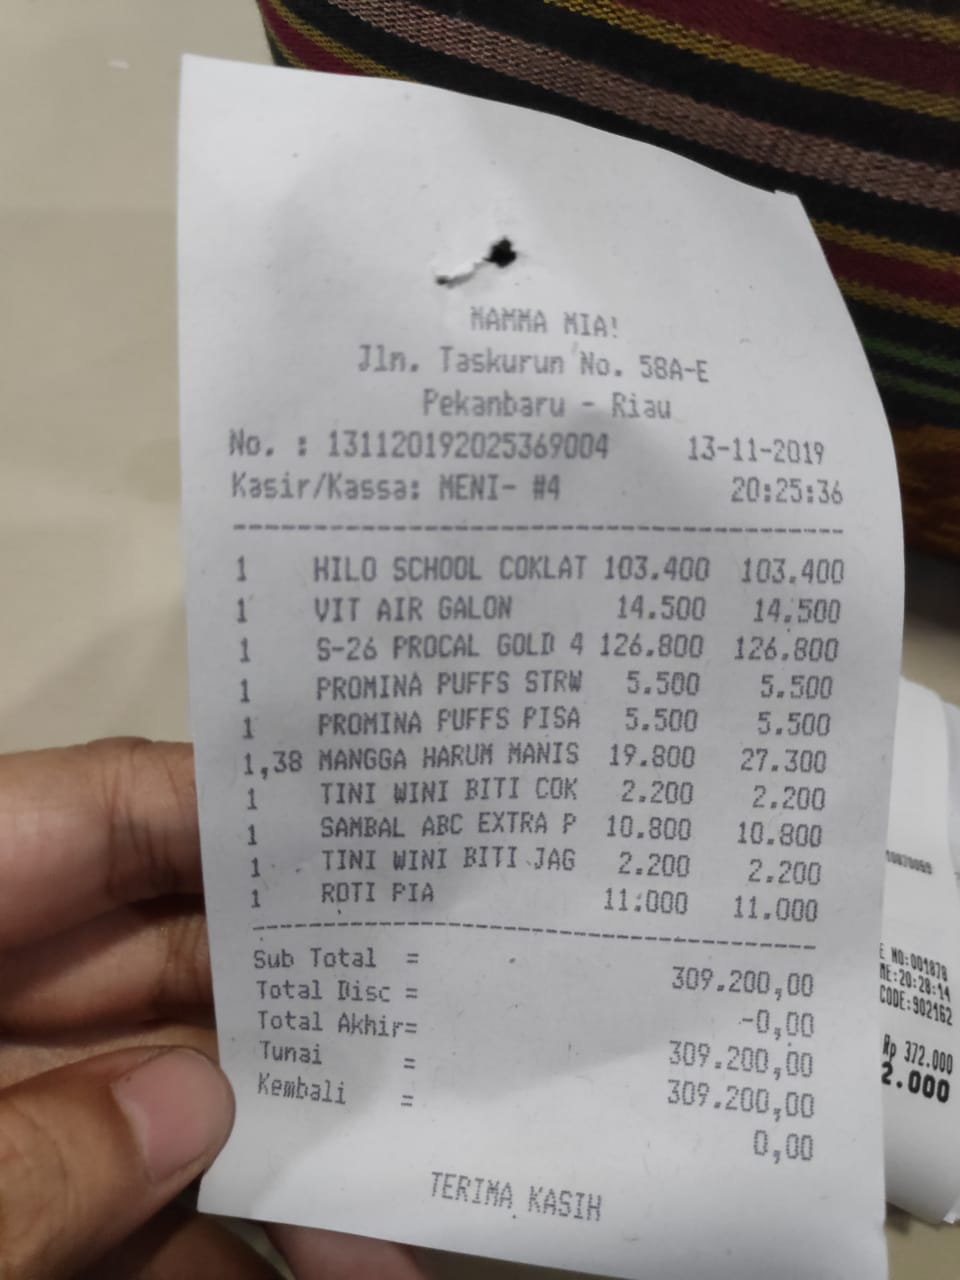 MAMMA MIA!
Jln. Taskurun No. 58A-E
Pekanbaru - Riau
No. : 131120192025369004 13-11-2019
Kasir/Kassa: MENI- #4 20:25:36
1 HILO SCHOOL COKLAT 103.400 103.400
1 VIT AIR GALON 14.500 14.500
1 S-26 PROCAL GOLD 4 126.800 126.800
1 PROMINA PUFFS STRW 5.500 5.500
1 PROMINA PUFFS PISA 5.500 5.500
1,38 MANGGA HARUM MANIS 19.800 27.300
1 TINI WINI BITI COK 2.200 2.200
1 SAMBAL ABC EXTRA P 10.800 10.800
1 TINI WINI BITI JAG 2.200 2.200
1 ROTI PIA 11.000 11.000
Sub Total = 309.200,00
Total Disc = -0,00
Total Akhir= 309.200,00
Tunai = 309.200,00
Kembali = 0,00
TERIMA KASIH
E NO:001878
ME:20:28:14
CODE:902162
Rp 372.000
2.000